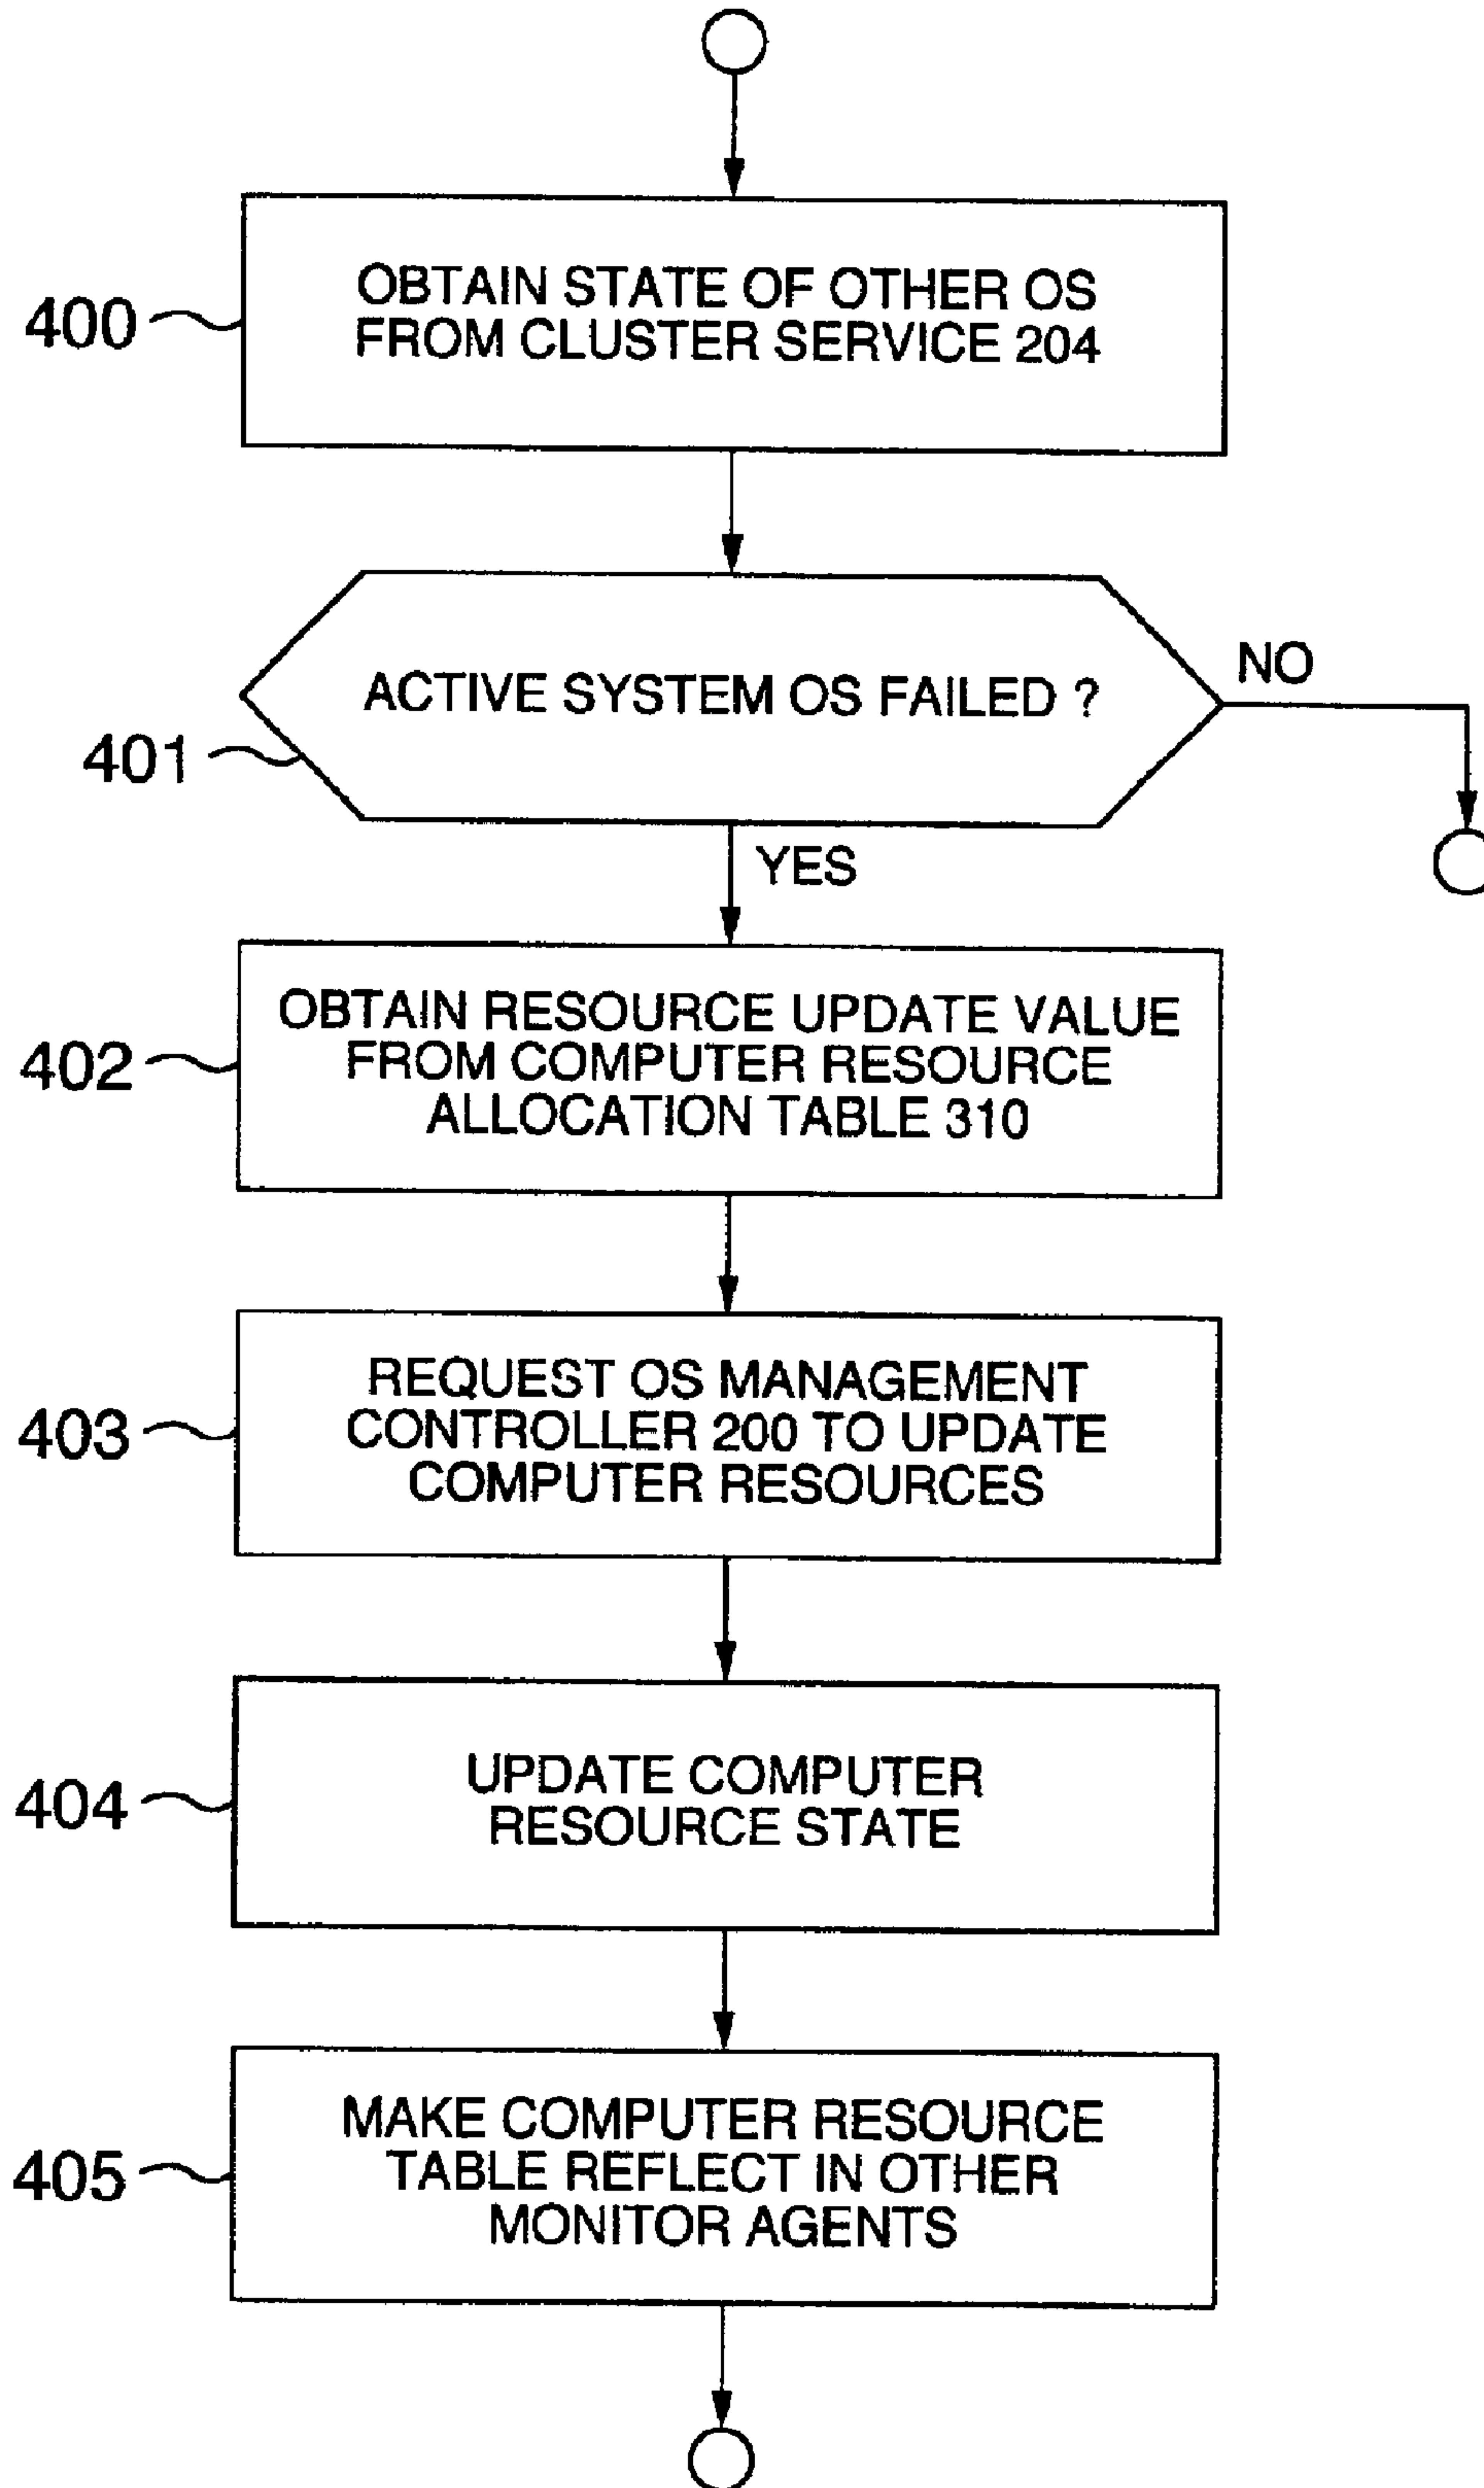 400
OBTAIN STATE OF OTHER OS
FROM CLUSTER SERVICE 204
ACTIVE SYSTEM OS FAILED ?
NO
401
YES
402
OBTAIN RESOURCE UPDATE VALUE
FROM COMPUTER RESOURCE
ALLOCATION TABLE 310
403
REQUEST OS MANAGEMENT
CONTROLLER 200 TO UPDATE
COMPUTER RESOURCES
404
UPDATE COMPUTER
RESOURCE STATE
405
MAKE COMPUTER RESOURCE
TABLE REFLECT IN OTHER
MONITOR AGENTS